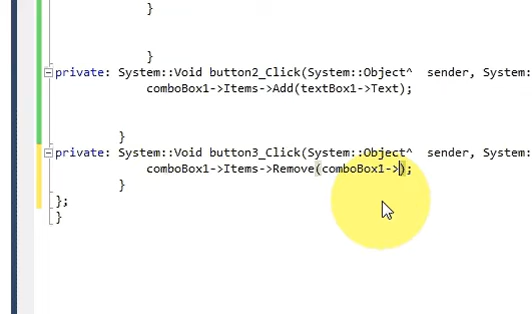 }
}
private: System::Void button2_Click(System::Object^  sender, System:
comboBox1->Items->Add(textBox1->Text);
}
private: System::Void button3_Click(System::Object^  sender, System:
comboBox1->Items->Remove(comboBox1->);
}
};
}